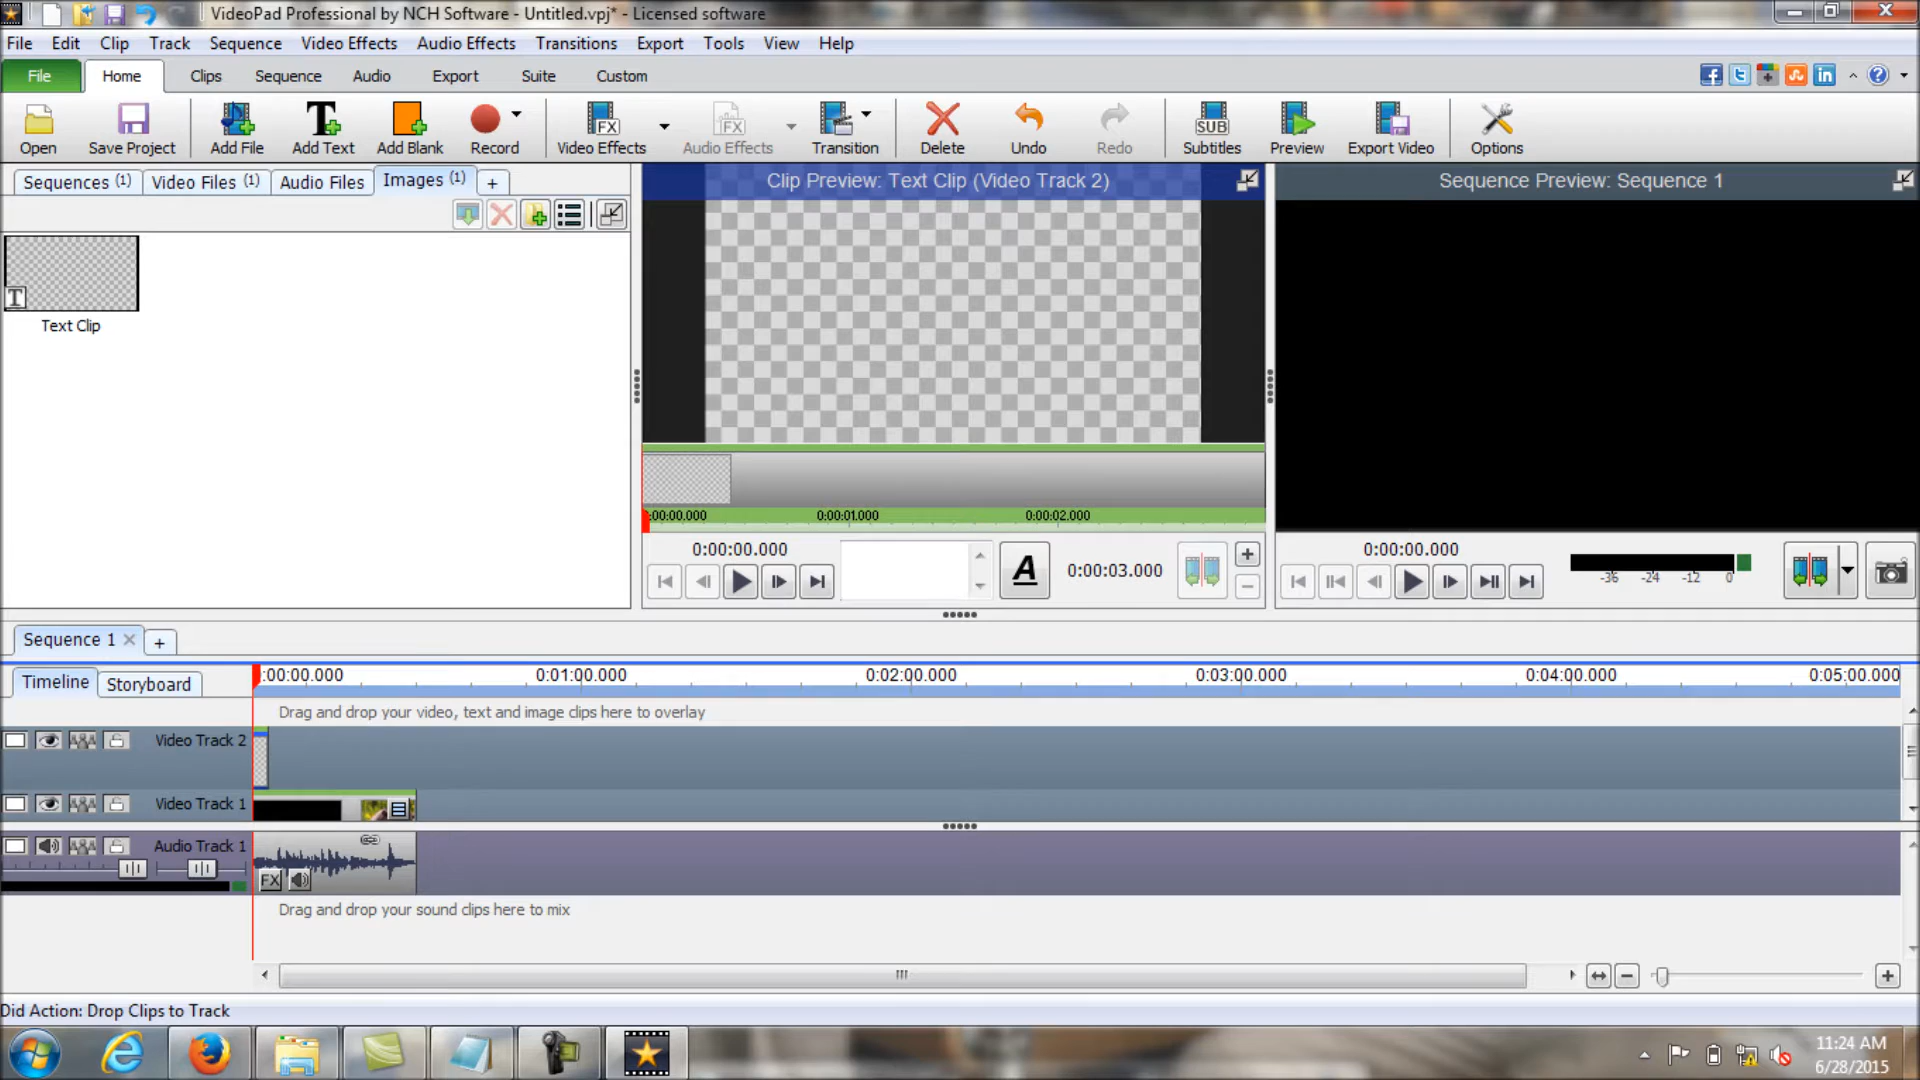 VideoPad Professional by NCH Software - Untitled.vpj* - Licensed software
File Edit Clip Track Sequence Video Effects Audio Effects Transitions Export Tools View Help
File Home Clips Sequence Audio Export Suite Custom
Open Save Project Add File Add Text Add Blank Record Video Effects Audio Effects Transition Delete Undo Redo Subtitles Preview Export Video Options
Sequences (1) Video Files (1) Audio Files Images (1) +
Clip Preview: Text Clip (Video Track 2)
Sequence Preview: Sequence 1
T
Text Clip
:00:00.000 0:00:01.000 0:00:02.000
0:00:00.000
A 0:00:03.000
0:00:00.000
-36 -24 -12 0
Sequence 1
Timeline Storyboard
:00:00.000 0:01:00.000 0:02:00.000 0:03:00.000 0:04:00.000 0:05:00.000
Drag and drop your video, text and image clips here to overlay
Video Track 2
Video Track 1
Audio Track 1
FX
Drag and drop your sound clips here to mix
Did Action: Drop Clips to Track
11:24 AM
6/28/2015